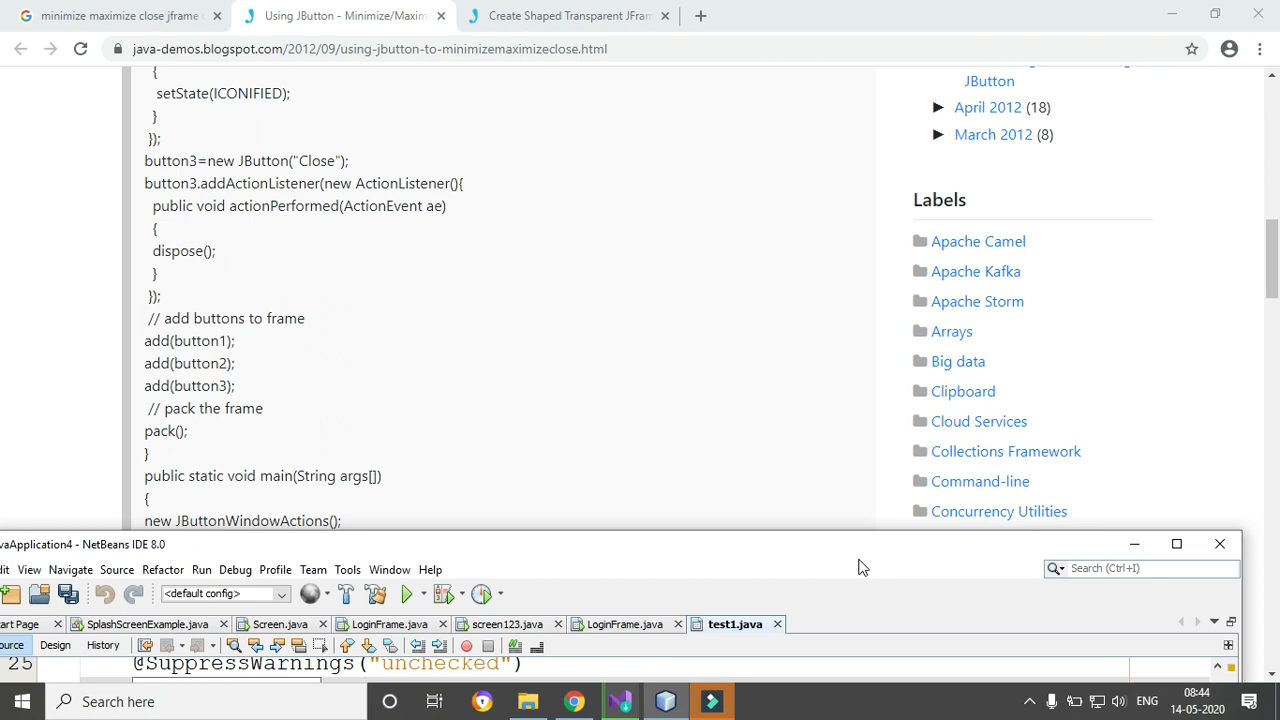 minimize maximize close jframe u
Using JButton - Minimize/Maxim
Create Shaped Transparent JFram
java-demos.blogspot.com/2012/09/using-jbutton-to-minimizemaximizeclose.html
{
setState(ICONIFIED);
}
});
button3=new JButton("Close");
button3.addActionListener(new ActionListener(){
public void actionPerformed(ActionEvent ae)
{
dispose();
}
});
// add buttons to frame
add(button1);
add(button2);
add(button3);
// pack the frame
pack();
}
public static void main(String args[])
{
new JButtonWindowActions();
JButton
April 2012 (18)
March 2012 (8)
Labels
Apache Camel
Apache Kafka
Apache Storm
Arrays
Big data
Clipboard
Cloud Services
Collections Framework
Command-line
Concurrency Utilities
vaApplication4 - NetBeans IDE 8.0
dit View Navigate Source Refactor Run Debug Profile Team Tools Window Help
Search (Ctrl+I)
<default config>
tart Page SplashScreenExample.java Screen.java LoginFrame.java screen123.java LoginFrame.java test1.java
ource Design History
25 @SuppressWarnings("unchecked")
Search here
ENG
08:44
14-05-2020